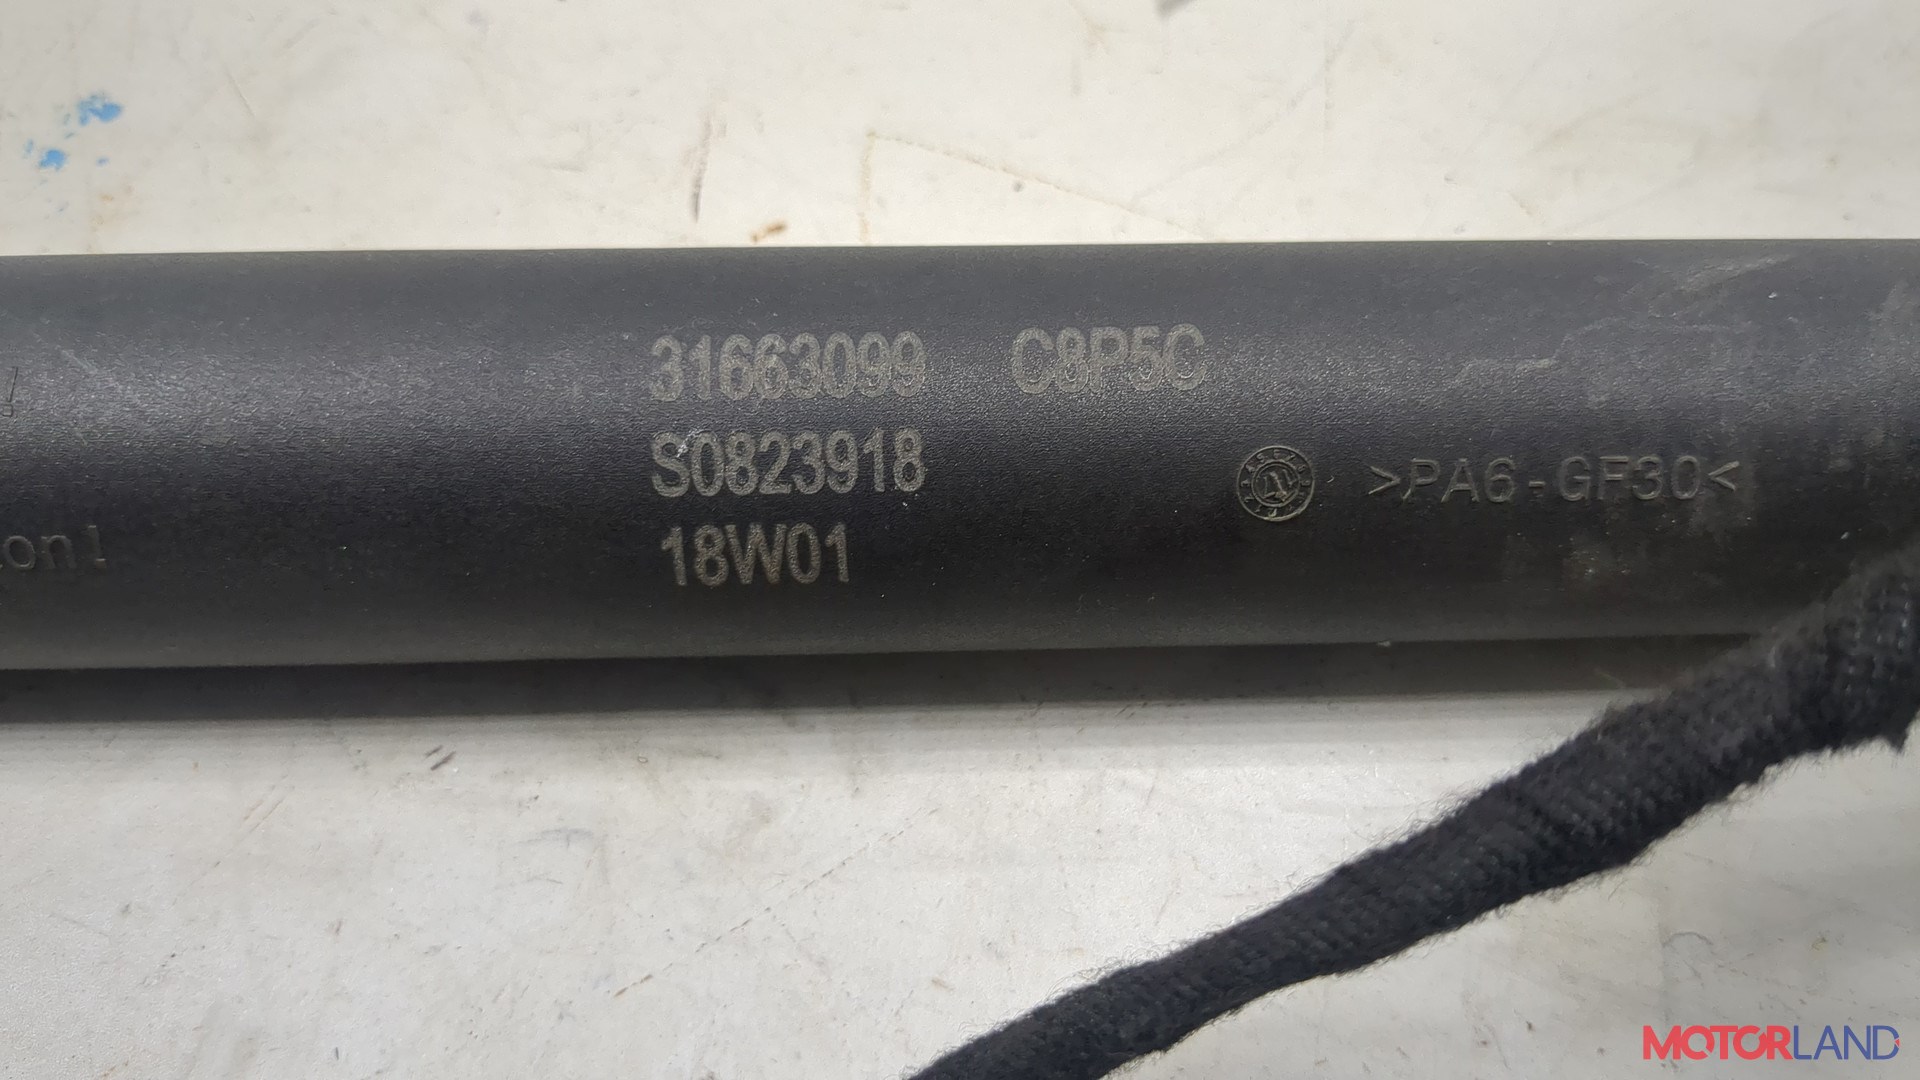 31663099 C8P5C
S0823918
>PA6-GF30<
18W01
MOTORLAND